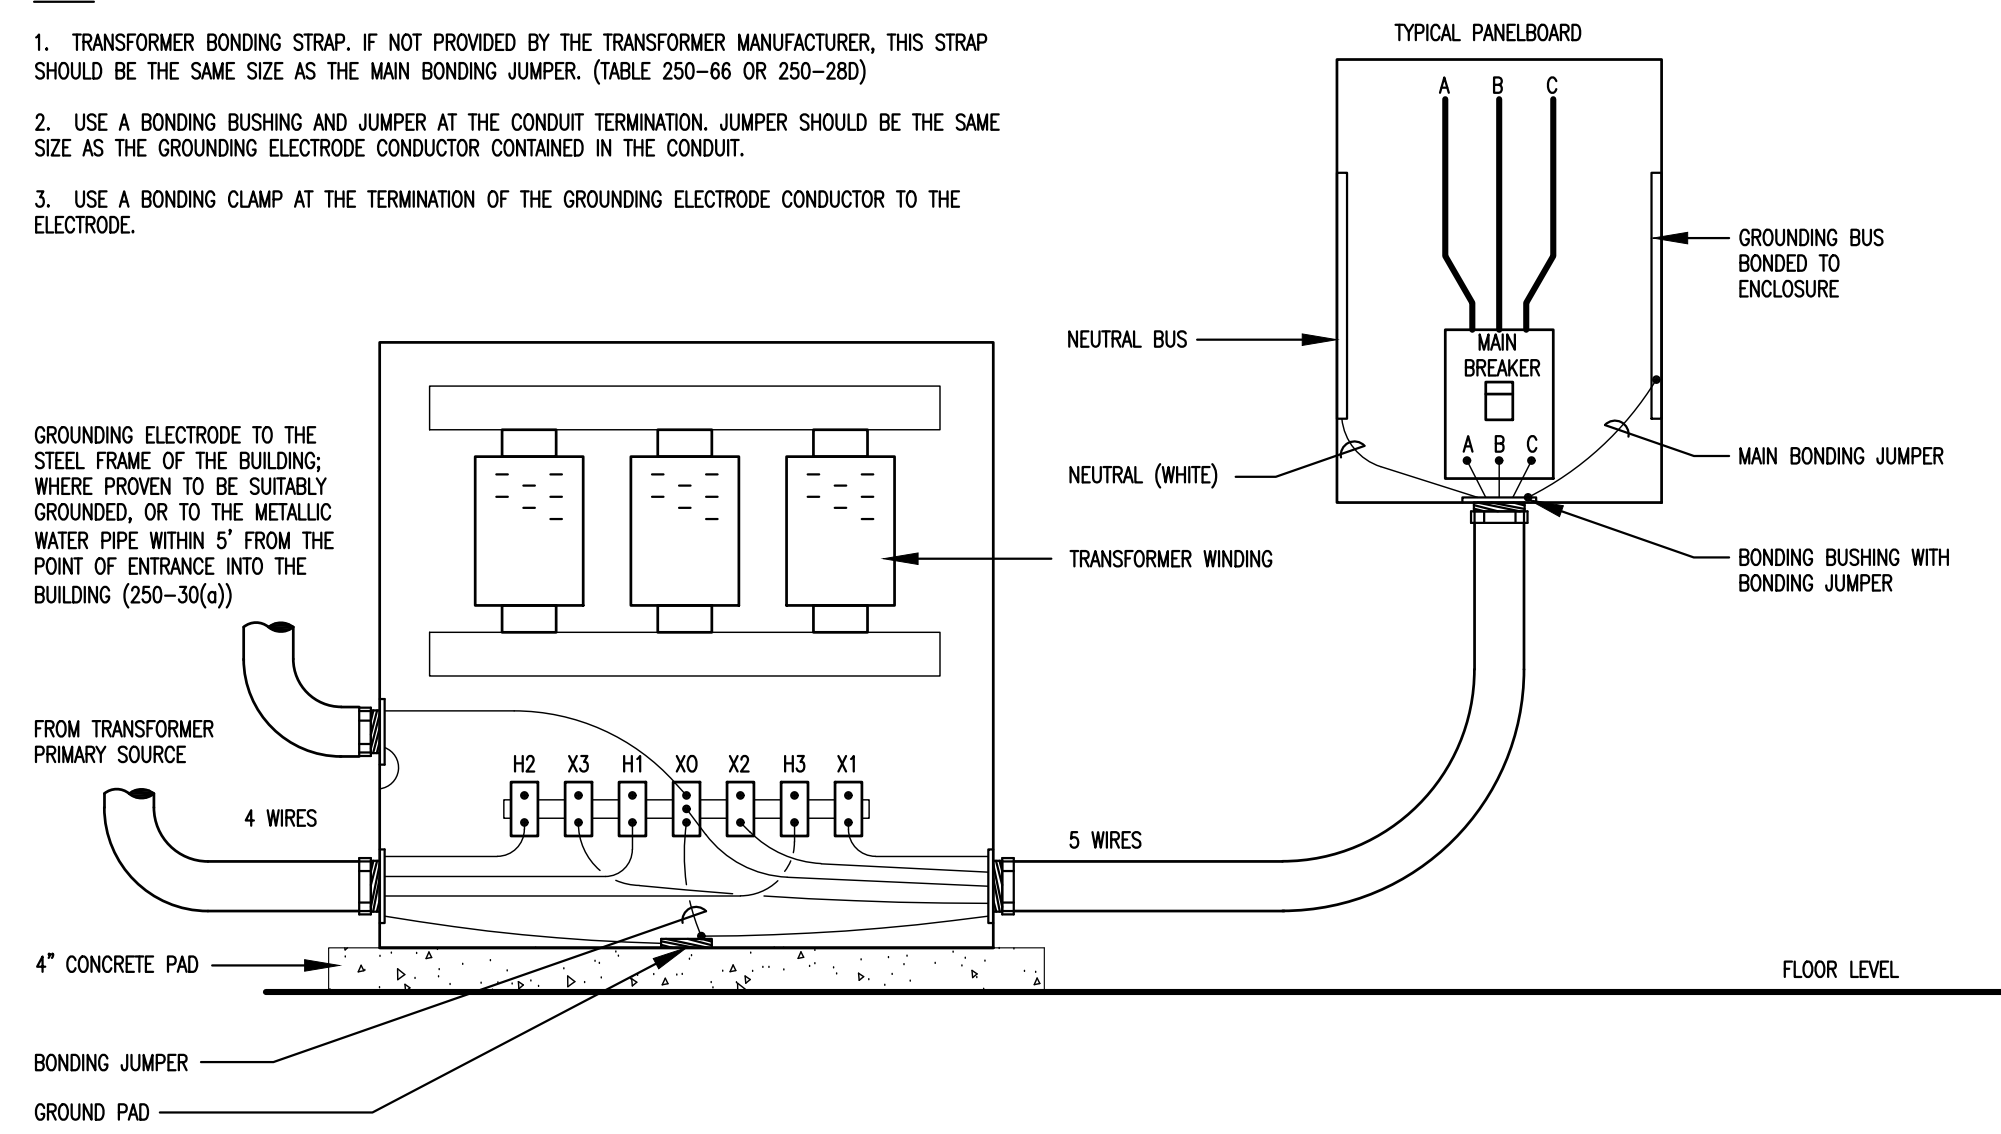 1. TRANSFORMER BONDING STRAP. IF NOT PROVIDED BY THE TRANSFORMER MANUFACTURER, THIS STRAP
SHOULD BE THE SAME SIZE AS THE MAIN BONDING JUMPER. (TABLE 250-66 OR 250-28D)
2. USE A BONDING BUSHING AND JUMPER AT THE CONDUIT TERMINATION. JUMPER SHOULD BE THE SAME
SIZE AS THE GROUNDING ELECTRODE CONDUCTOR CONTAINED IN THE CONDUIT.
3. USE A BONDING CLAMP AT THE TERMINATION OF THE GROUNDING ELECTRODE CONDUCTOR TO THE
ELECTRODE.
TYPICAL PANELBOARD
A B C
GROUNDING BUS
BONDED TO
ENCLOSURE
NEUTRAL BUS
MAIN
BREAKER
A B C
NEUTRAL (WHITE)
MAIN BONDING JUMPER
BONDING BUSHING WITH
BONDING JUMPER
TRANSFORMER WINDING
GROUNDING ELECTRODE TO THE
STEEL FRAME OF THE BUILDING;
WHERE PROVEN TO BE SUITABLY
GROUNDED, OR TO THE METALLIC
WATER PIPE WITHIN 5' FROM THE
POINT OF ENTRANCE INTO THE
BUILDING (250-30(a))
FROM TRANSFORMER
PRIMARY SOURCE
H2 X3 H1 X0 X2 H3 X1
4 WIRES
5 WIRES
4" CONCRETE PAD
FLOOR LEVEL
BONDING JUMPER
GROUND PAD